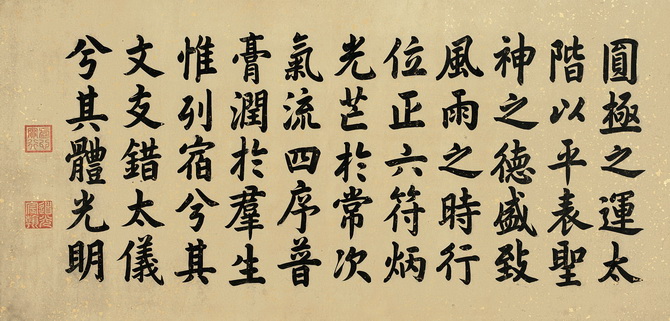 圓極之運太
階以平表聖
神之德盛致
風雨之時行
位正六符炳
光芒於常次
氣流四序普
膏潤於羣生
惟列宿兮其
文友錯太儀
兮其體光明